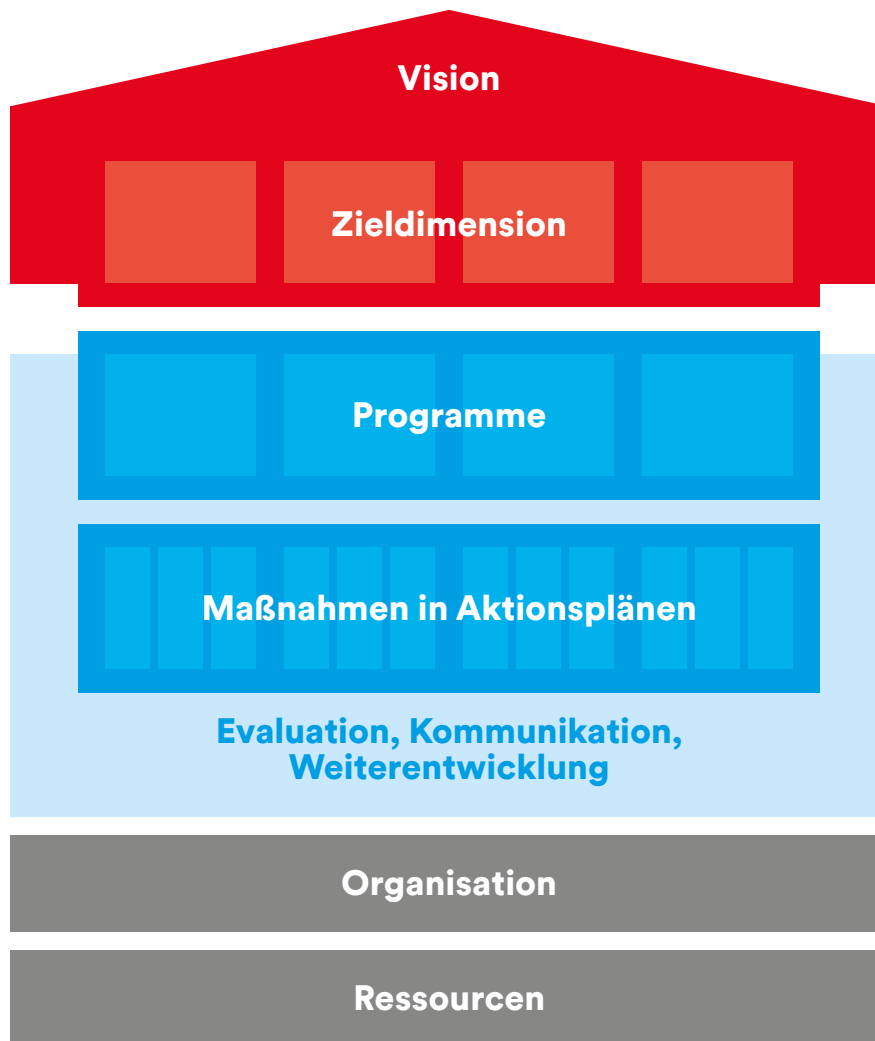 Vision
Zieldimension
Programme
Maßnahmen in Aktionsplänen
Evaluation, Kommunikation,
Weiterentwicklung
Organisation
Ressourcen